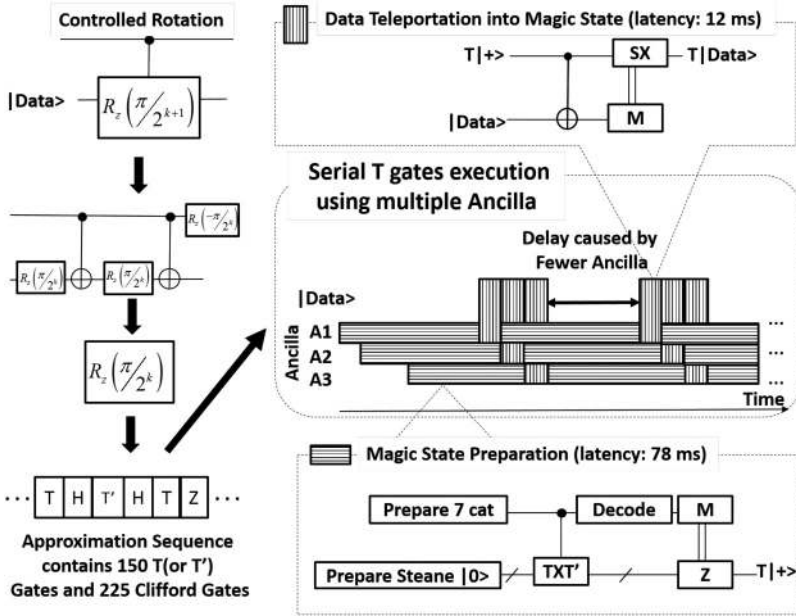 Controlled Rotation
|Data>
R_z(π/2^{k+1})
R_z(-π/2^k)
R_z(π/2^k)
R_z(π/2^k)
R_z(π/2^k)
··· T H T' H T Z ···
Approximation Sequence
contains 150 T(or T')
Gates and 225 Clifford Gates
Data Teleportation into Magic State (latency: 12 ms)
T|+>
SX
T|Data>
|Data>
M
Serial T gates execution
using multiple Ancilla
Delay caused by
Fewer Ancilla
|Data>
Ancilla
A1
...
A2
...
A3
...
Time
Magic State Preparation (latency: 78 ms)
Prepare 7 cat
Decode
M
Prepare Steane |0>
TXT'
Z
T|+>